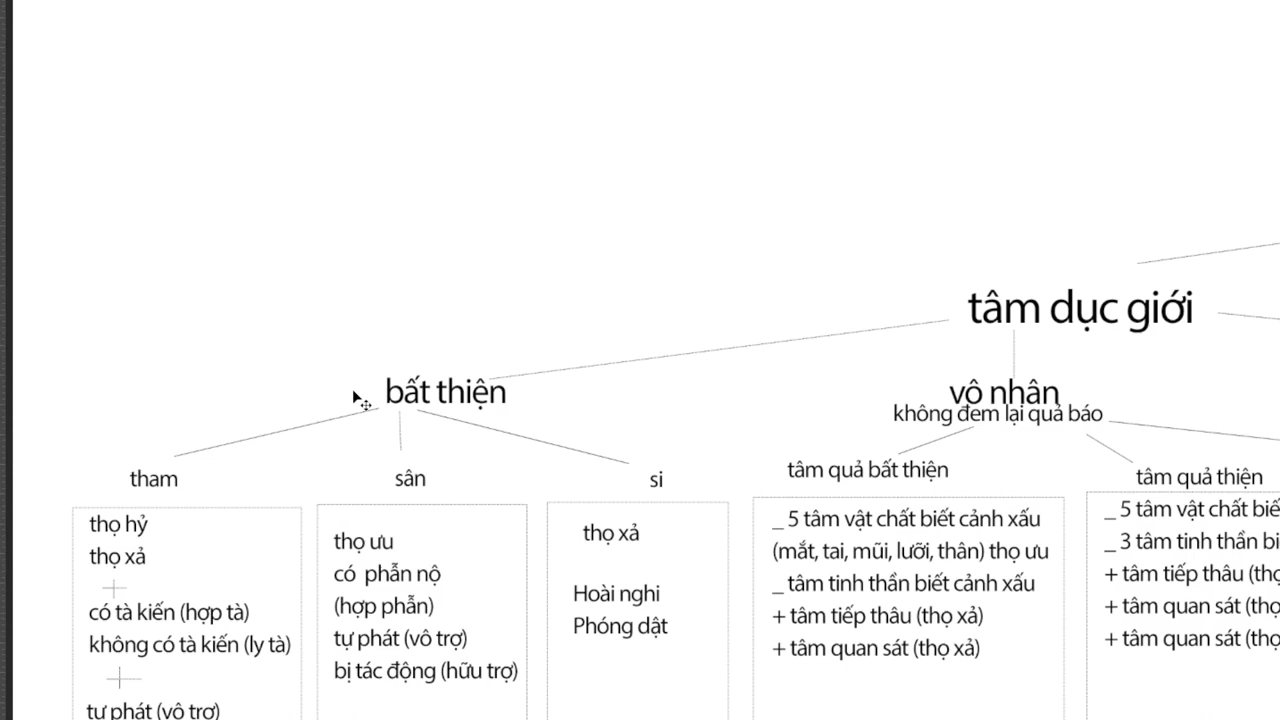 tâm dục giới
bất thiện
vô nhân
không đem lại quả báo
tham
sân
si
tâm quả bất thiện
tâm quả thiện
thọ hỷ
thọ xả
có tà kiến (hợp tà)
không có tà kiến (ly tà)
tự phát (vô trợ)
thọ ưu
có phẫn nộ
(hợp phẫn)
tự phát (vô trợ)
bị tác động (hữu trợ)
thọ xả
Hoài nghi
Phóng dật
_ 5 tâm vật chất biết cảnh xấu
(mắt, tai, mũi, lưỡi, thân) thọ ưu
_ tâm tinh thần biết cảnh xấu
+ tâm tiếp thâu (thọ xả)
+ tâm quan sát (thọ xả)
_ 5 tâm vật chất
_ 3 tâm tinh thần
+ tâm tiếp thâu
+ tâm quan sát
+ tâm quan sát